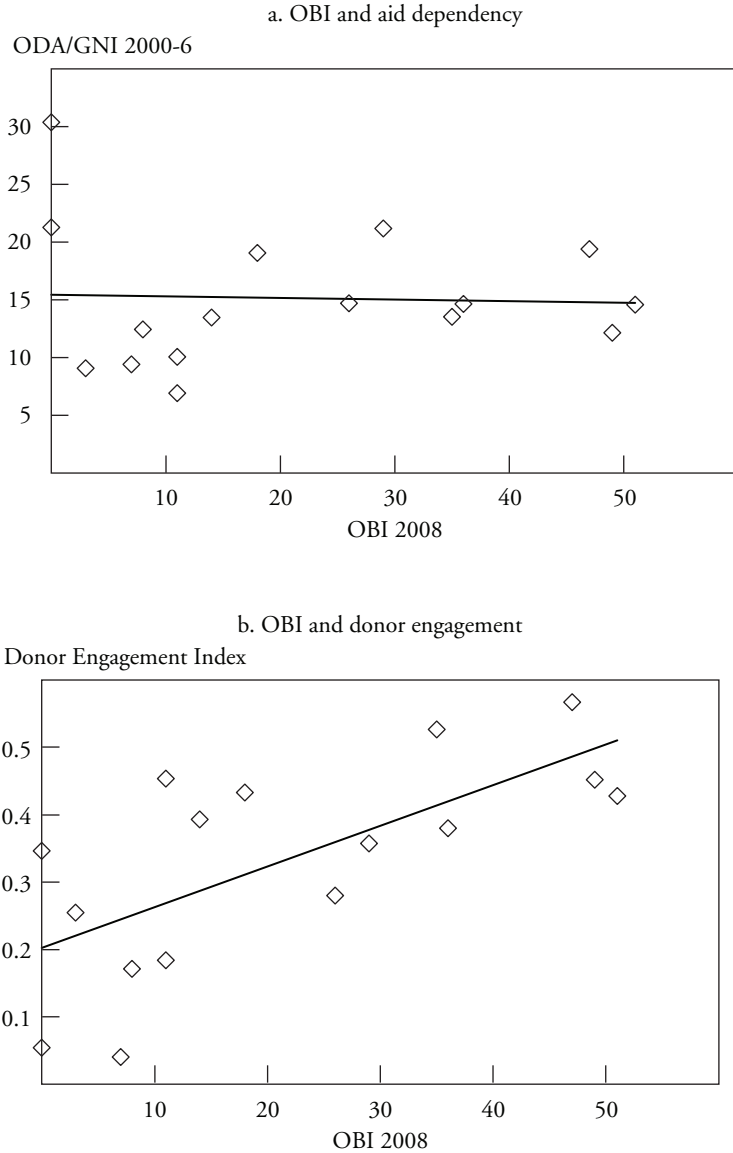 a. OBI and aid dependency
ODA/GNI 2000-6
30
25
20
15
10
5
10 20 30 40 50
OBI 2008
b. OBI and donor engagement
Donor Engagement Index
0.5
0.4
0.3
0.2
0.1
10 20 30 40 50
OBI 2008